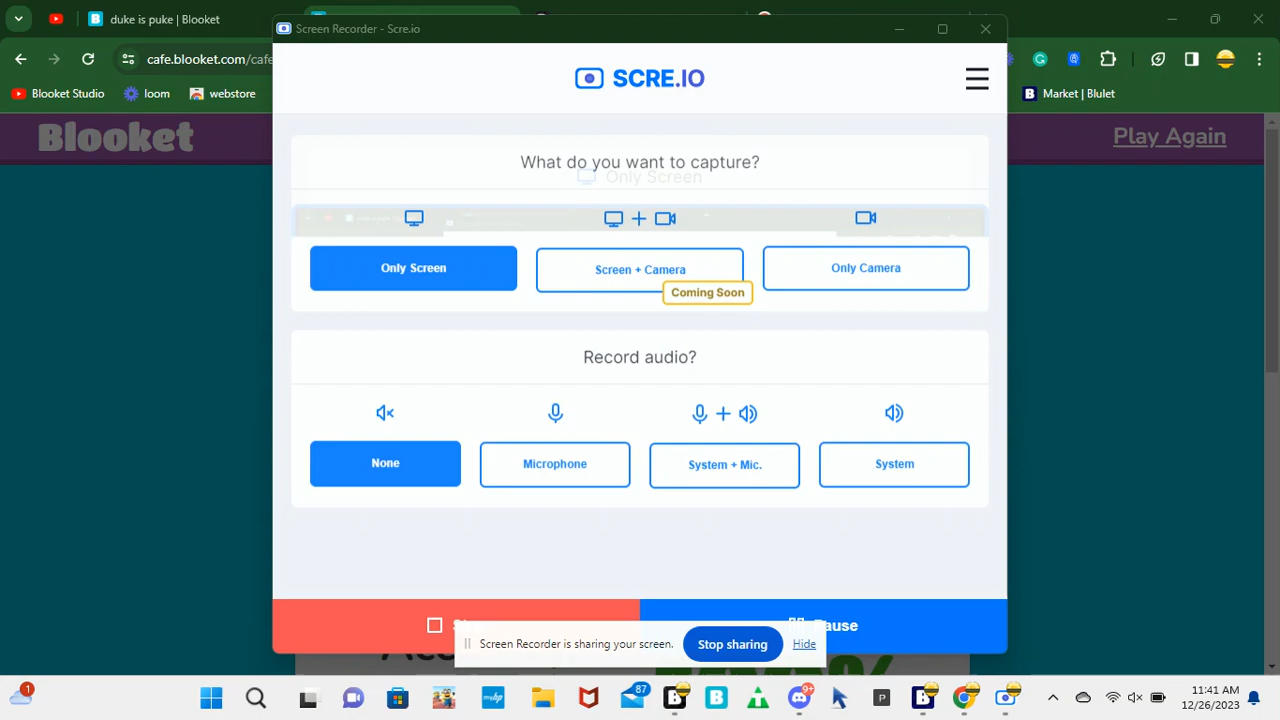 duke is puke | Blooket
Screen Recorder - Scre.io
cafe.blooket.com/cafe
Blooket Studio
loom
webstore
Market | Blulet
SCRE.IO
Blooket
Play Again
What do you want to capture?
Only Screen
Only Screen
Screen + Camera
Only Camera
Coming Soon
Record audio?
None
Microphone
System + Mic.
System
Pause
Screen Recorder is sharing your screen.
Stop sharing
Hide
1
myhp
87
9+
P
11:41 AM
12/26/2023